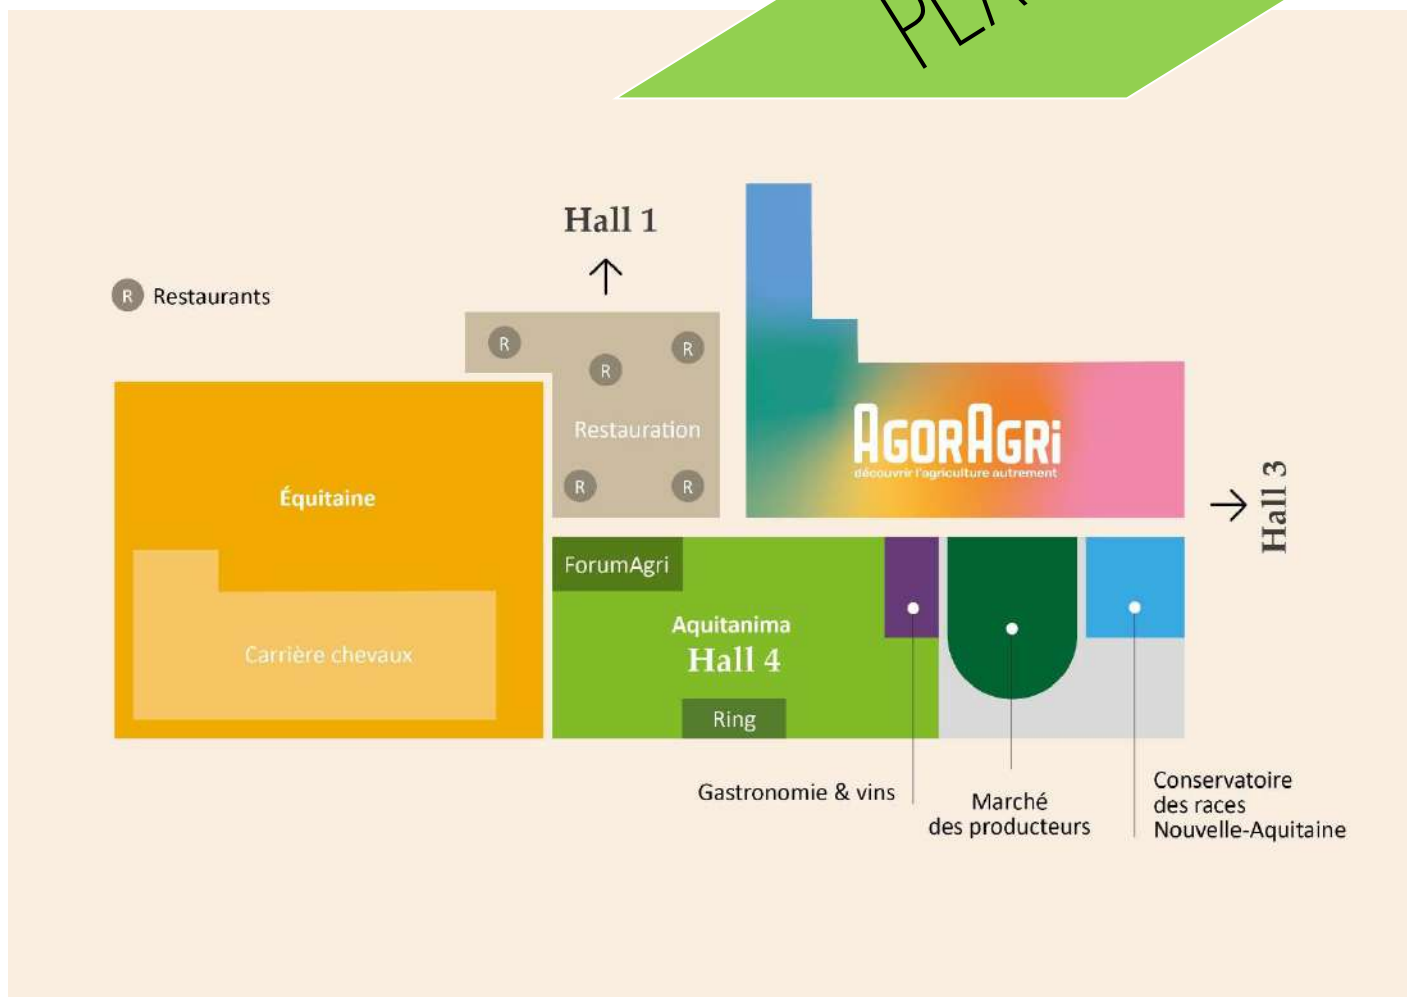 Hall 1
R Restaurants
R
R
R
Restauration
R
R
AGORAGRi
découvrir l'agriculture autrement
Équitaine
Hall 3
ForumAgri
Aquitanima
Hall 4
Carrière chevaux
Ring
Gastronomie & vins
Marché
des producteurs
Conservatoire
des races
Nouvelle-Aquitaine